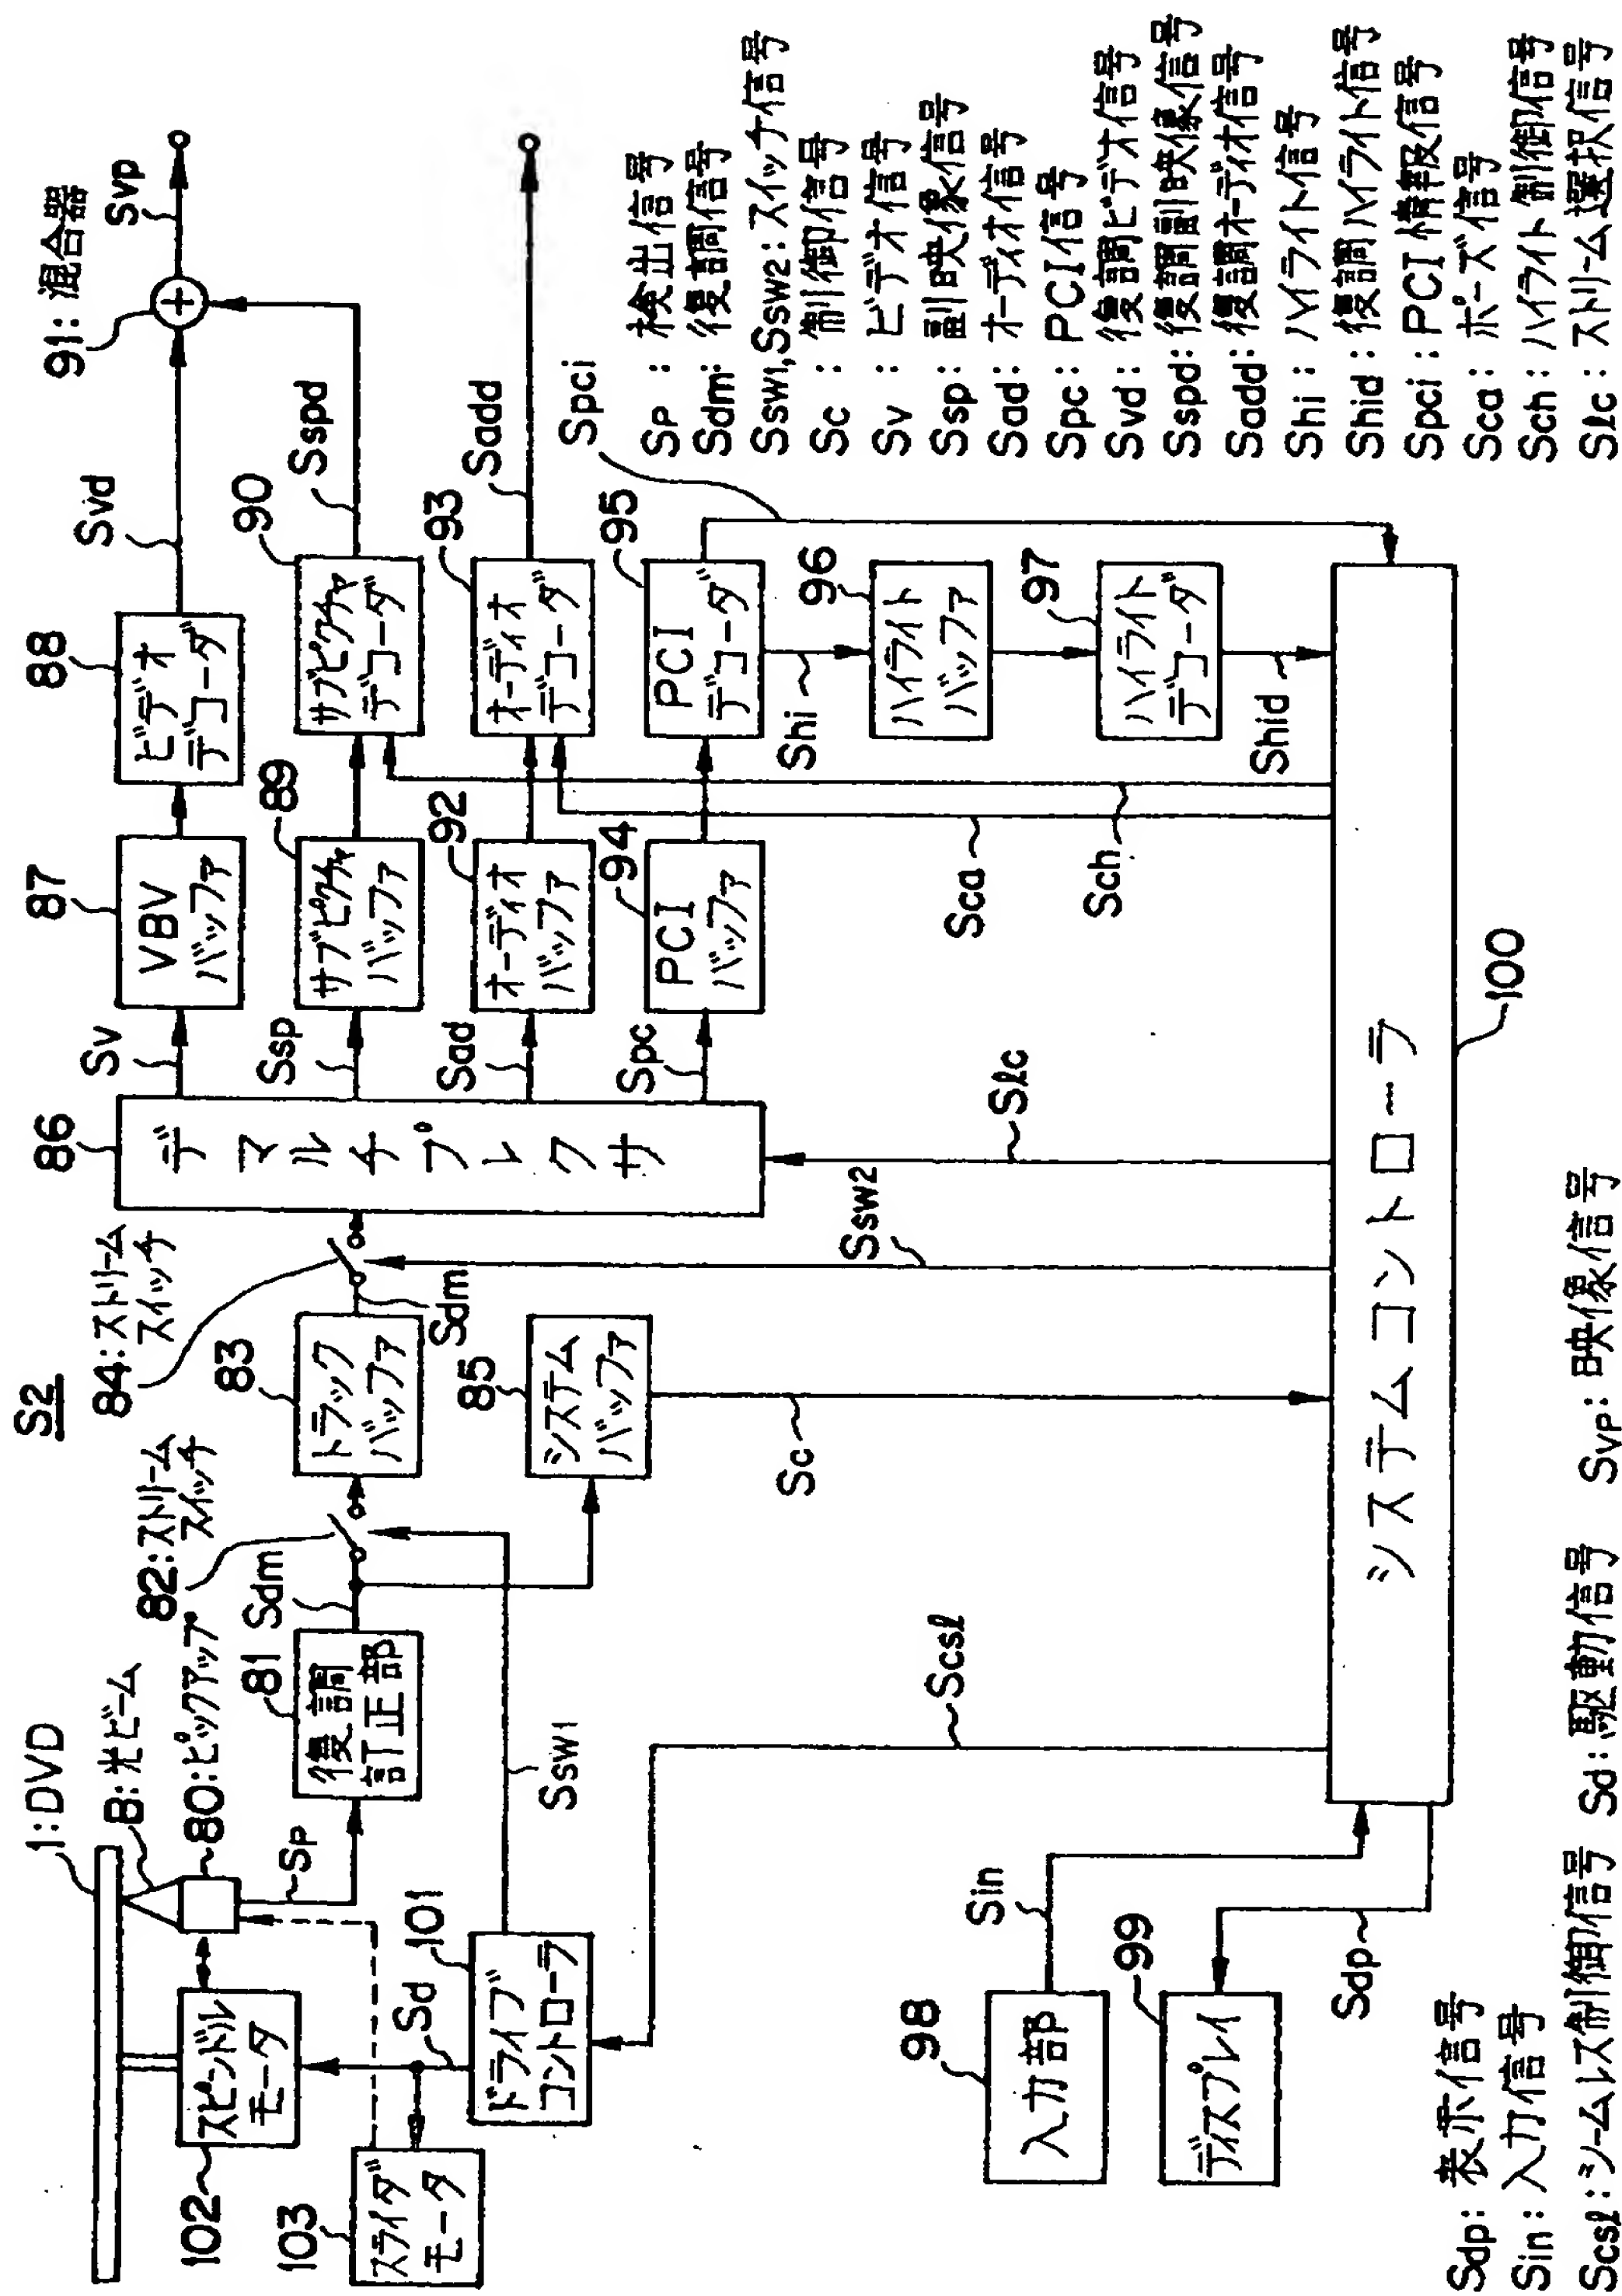 S2
1:DVD
B:光ビーム
80:ピックアップ
82:ストリーム
スイッチ
84:ストリーム
スイッチ
91:混合器
102
スピンドル
モータ
103
スライダ
モータ
101
ドライブ
コントローラ
Sd
Sp
81
復調
訂正部
Sdm
Ssw1
83
トラック
バッファ
Sdm
85
システム
バッファ
Sc
Ssw2
86
デマルチプレクサ
Slc
Sv
Ssp
Sad
Spc
87
VBV
バッファ
88
ビデオ
デコーダ
Svd
Svp
89
サブピクチャ
バッファ
90
サブピクチャ
デコーダ
Sspd
92
オーディオ
バッファ
93
オーディオ
デコーダ
Sadd
94
PCI
バッファ
95
PCI
デコーダ
Spci
Shi
96
ハイライト
バッファ
97
ハイライト
デコーダ
Shid
Sca
Sch
Scsl
98
入力部
Sin
99
ディスプレイ
Sdp
システムコントローラ
100
Sp : 検出信号
Sdm: 復調信号
Ssw1,Ssw2:スイッチ信号
Sc : 制御信号
Sv : ビデオ信号
Ssp: 副映像信号
Sad: オーディオ信号
Spc: PCI信号
Svd: 復調ビデオ信号
Sspd: 復調副映像信号
Sadd: 復調オーディオ信号
Shi : ハイライト信号
Shid : 復調ハイライト信号
Spci : PCI情報信号
Sca : ポーズ信号
Sch : ハイライト制御信号
Slc : ストリーム選択信号
Sdp: 表示信号
Sin: 入力信号
Scsl:シームレス制御信号 Sd:駆動信号 Svp: 映像信号